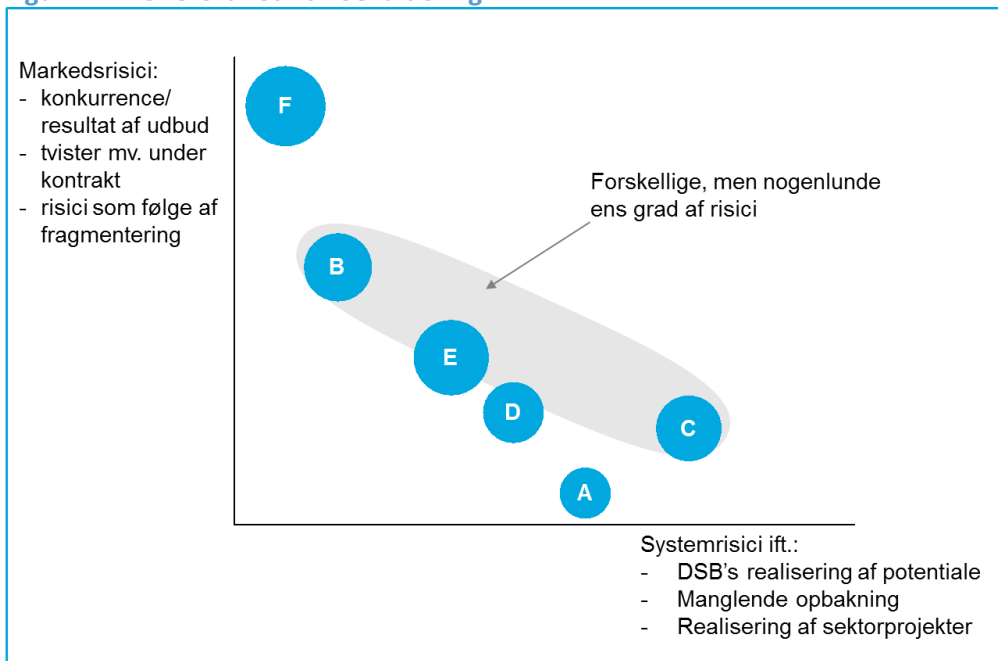 Markedsrisici:
- konkurrence/
resultat af udbud
- tvister mv. under
kontrakt
- risici som følge af
fragmentering
F
Forskellige, men nogenlunde
ens grad af risici
B
E
D
C
A
Systemrisici ift.:
- DSB's realisering af potentiale
- Manglende opbakning
- Realisering af sektorprojekter